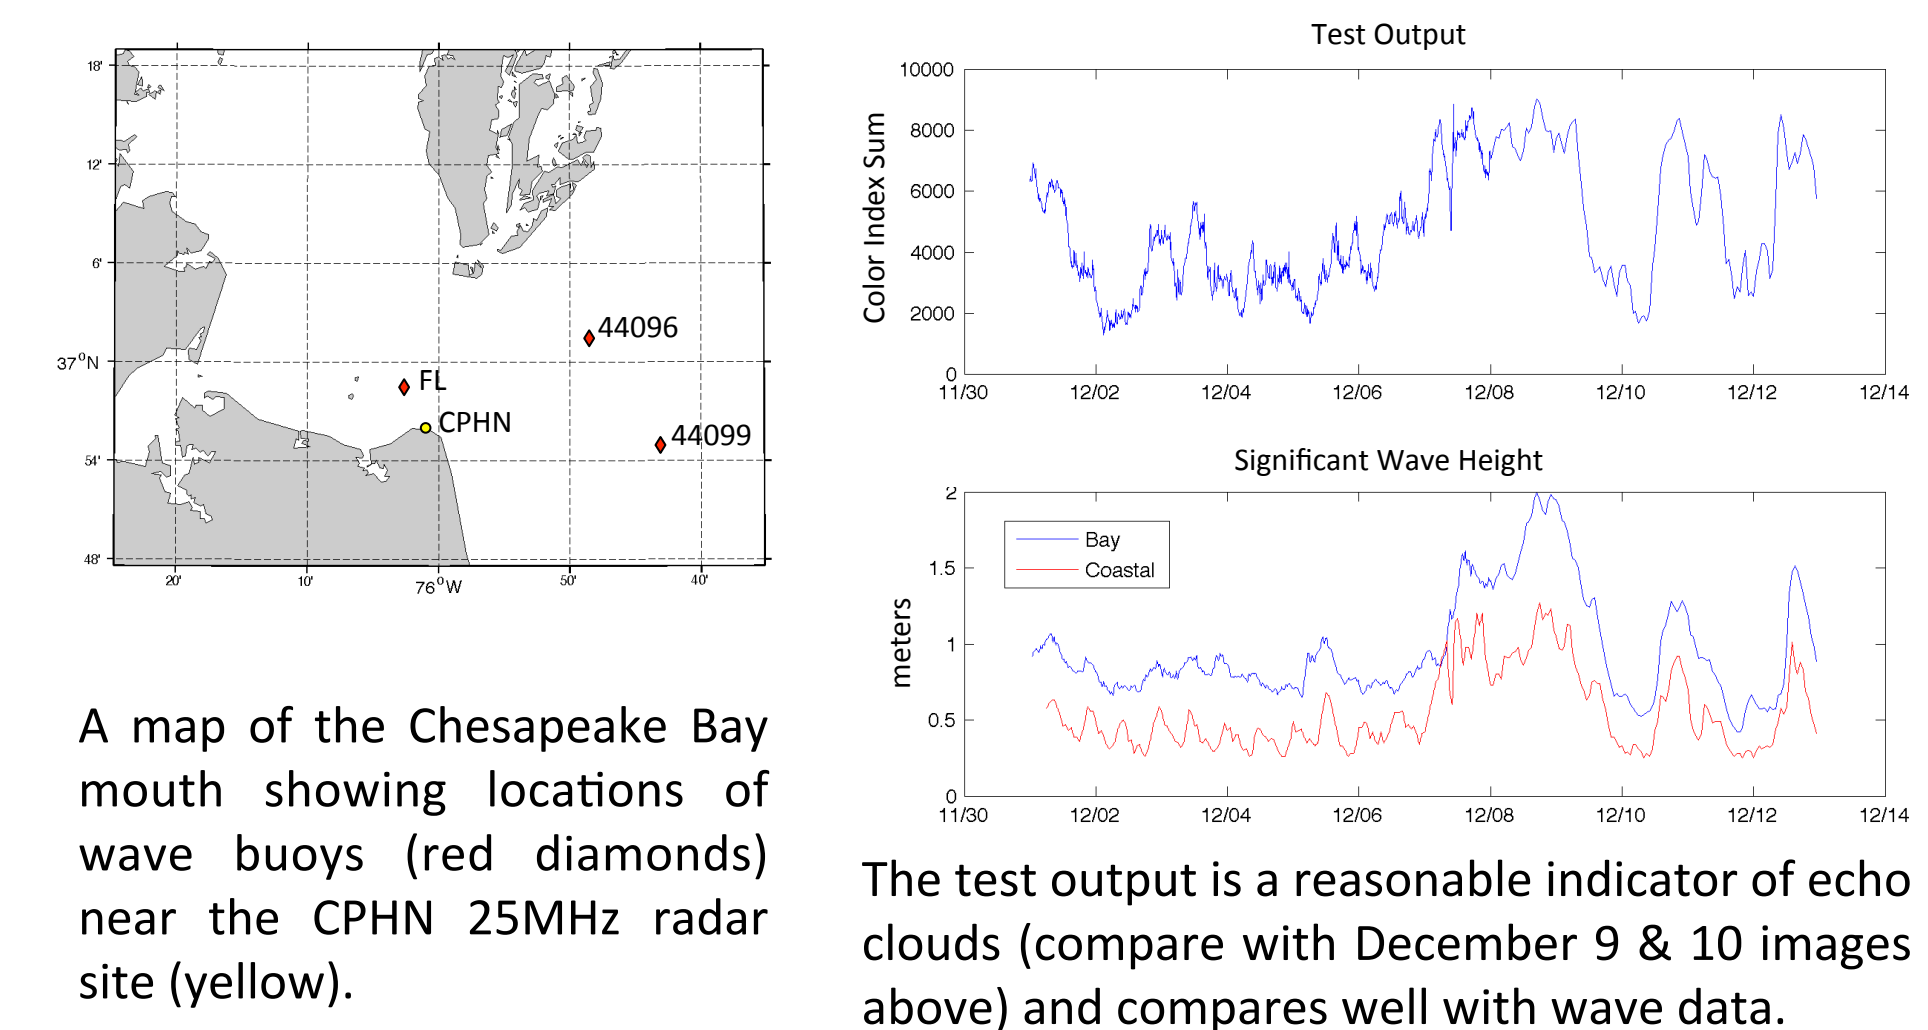 18'
12'
6'
37°N
54'
48'
20'
10'
76°W
50'
40'
44096
FL
CPHN
44099
A map of the Chesapeake Bay
mouth showing locations of
wave buoys (red diamonds)
near the CPHN 25MHz radar
site (yellow).
Test Output
Color Index Sum
10000
8000
6000
4000
2000
0
11/30
12/02
12/04
12/06
12/08
12/10
12/12
12/14
Significant Wave Height
meters
2
1.5
1
0.5
0
Bay
Coastal
11/30
12/02
12/04
12/06
12/08
12/10
12/12
12/14
The test output is a reasonable indicator of echo
clouds (compare with December 9 & 10 images
above) and compares well with wave data.